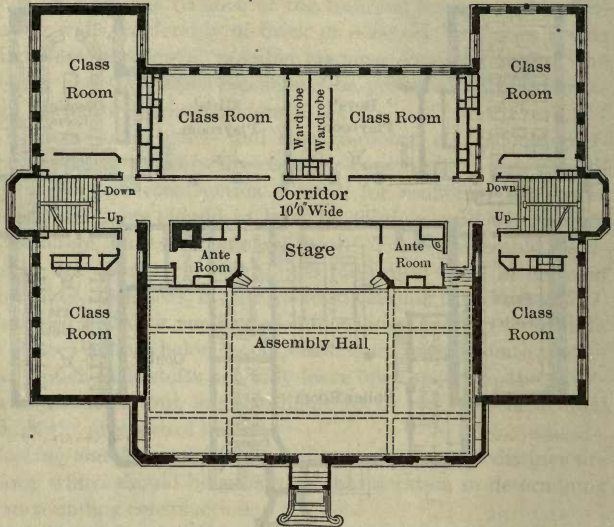 Class
Room
Class
Room
Class Room
Wardrobe
Wardrobe
Class Room
Down
Up
Corridor
10'0" Wide
Down
Up
Ante
Room
Stage
Ante
Room
Class
Room
Assembly Hall
Class
Room